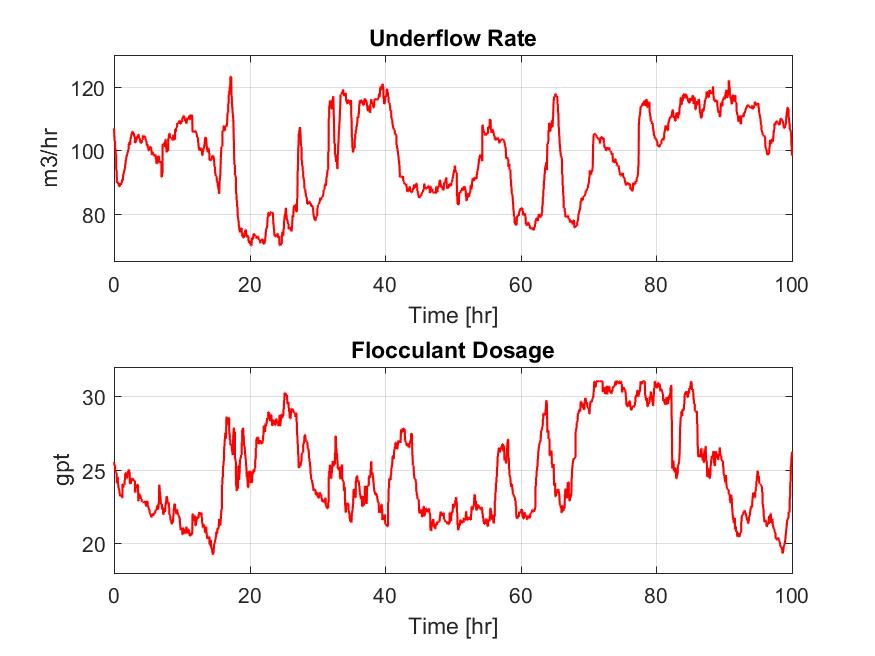 Underflow Rate
120
100
80
m3/hr
0 20 40 60 80 100
Time [hr]
Flocculant Dosage
30
25
20
gpt
0 20 40 60 80 100
Time [hr]